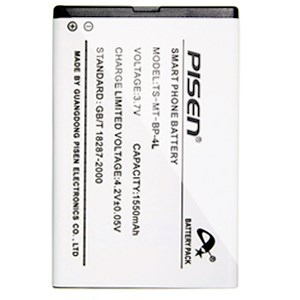 PISEN
SMART PHONE BATTERY
MODEL:TS-MT-BP-4L
VOLTAGE:3.7V
CAPACITY:1550mAh
CHARGE LIMITED VOLTAGE:4.2V±0.05V
STANDARD: GB/T 18287-2000
BY GUANGDONG PISEN ELECTRONICS CO., LTD
BATTERY PACK